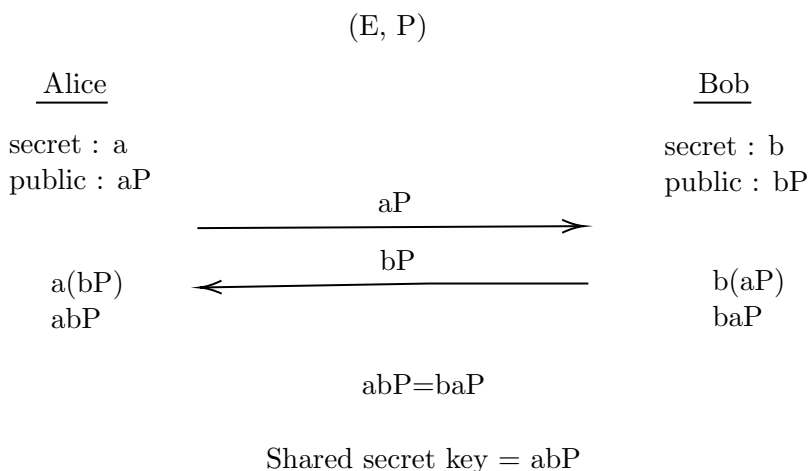 (E, P)
Alice
Bob
secret : a
public : aP
secret : b
public : bP
aP
bP
a(bP)
abP
b(aP)
baP
abP=baP
Shared secret key = abP